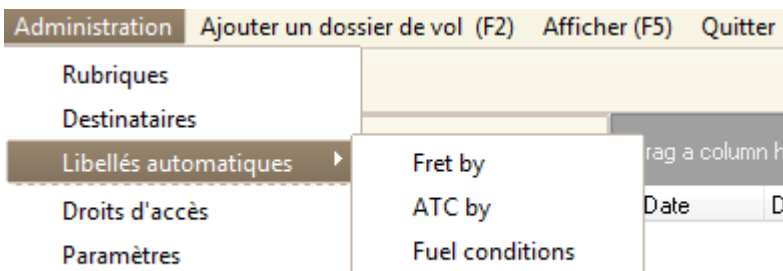 Administration Ajouter un dossier de vol (F2) Afficher (F5) Quitter
Rubriques
Destinataires
Libellés automatiques
Droits d'accès
Paramètres
Fret by
ATC by
Fuel conditions
a column
Date